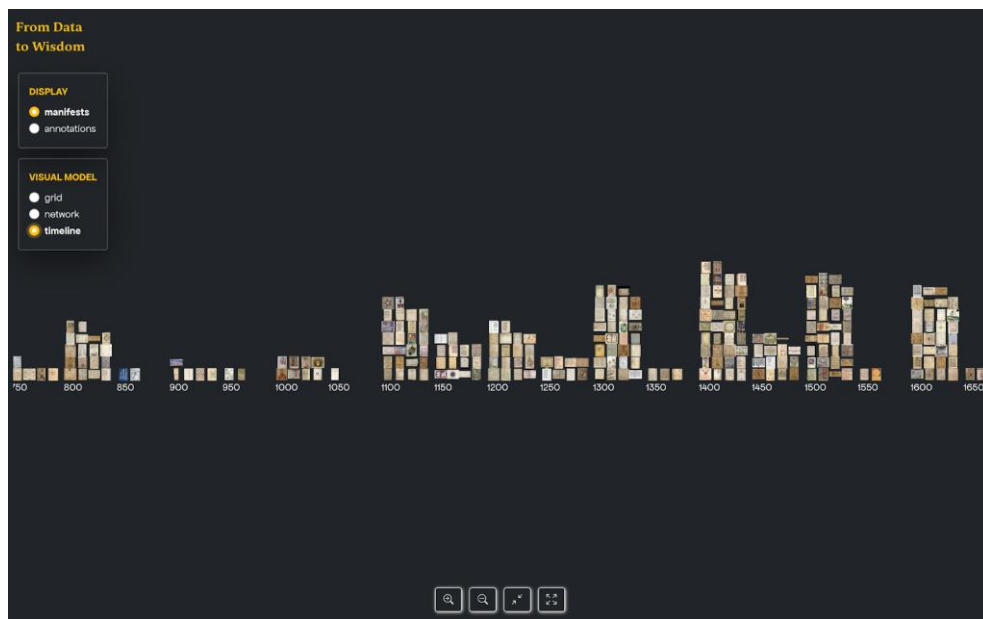 From Data
to Wisdom
DISPLAY
manifests
annotations
VISUAL MODEL
grid
network
timeline
750 800 850 900 950 1000 1050 1100 1150 1200 1250 1300 1350 1400 1450 1500 1550 1600 1650